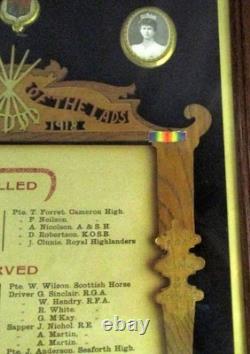 OF THE LADS
1918
LLED
Pte. T. Forret. Cameron High.
" P. Neilson.
" A. Nicolson. A. & S.H
" D. Robertson. K.O.S.B.
" J. Clunie. Royal Highlanders
RVED
Pte. W. Wilson. Scottish Horse
Driver G. Sinclair. R.G.A.
" W. Hendry. R.F.A.
" R. White.
" G. McKay.
Sapper J. Nichol. R.E.
" A. Martin.
" A. Martin.
Pte. J. Anderson. Seaforth High.